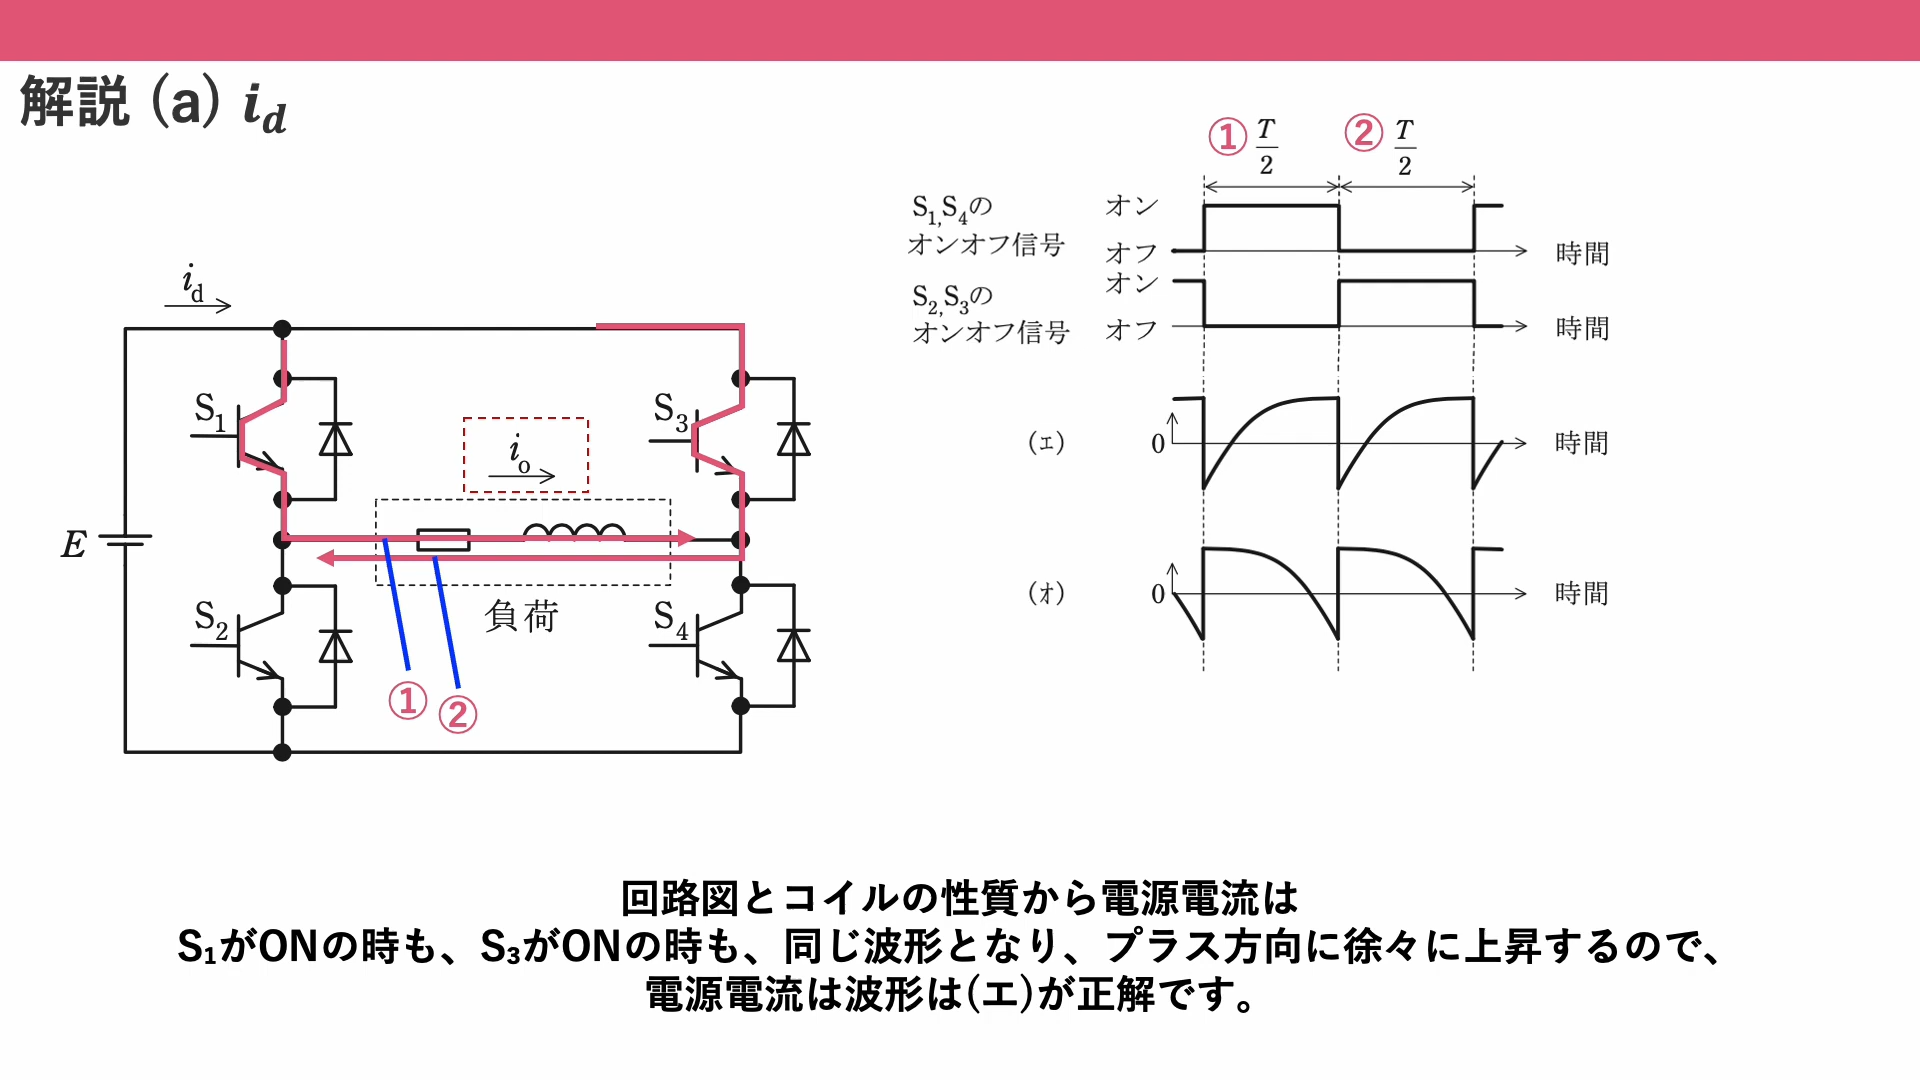 解説 (a) id
① T/2 ② T/2
S1,S4の
オンオフ信号
オン
オフ
時間
S2,S3の
オンオフ信号
オン
オフ
時間
(エ)
0
時間
(オ)
0
時間
id
S1
S3
io
E
負荷
S2
S4
①
②
回路図とコイルの性質から電源電流は
S₁がONの時も、S₃がONの時も、同じ波形となり、プラス方向に徐々に上昇するので、
電源電流は波形は(エ)が正解です。